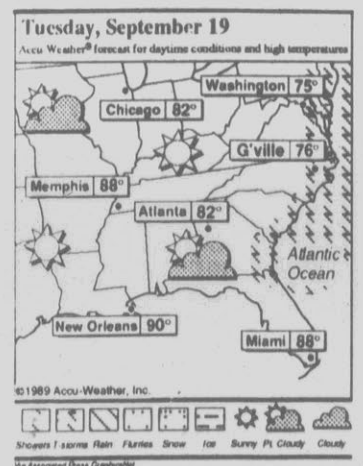 Tuesday, September 19
Accu Weather® forecast for daytime conditions and high temperatures
Washington 75°
Chicago 82°
G'ville 76°
Memphis 88°
Atlanta 82°
Atlantic
Ocean
New Orleans 90°
Miami 88°
©1989 Accu-Weather, Inc.
Showers T-storms Rain Flurries Snow Ice Sunny Pt. Cloudy Cloudy